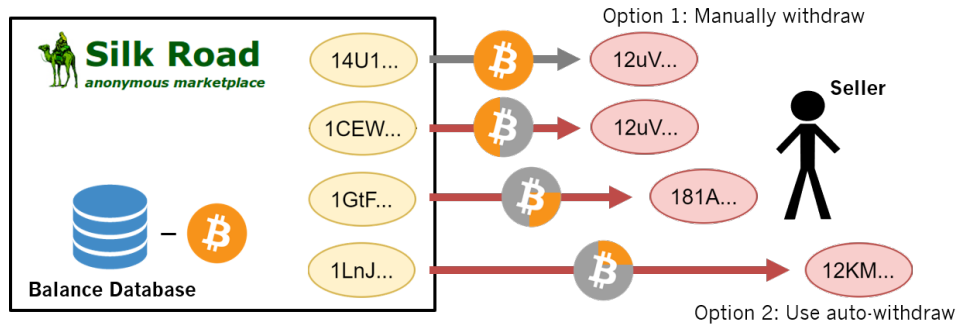 Option 1: Manually withdraw
Silk Road
anonymous marketplace
14U1...
12uV...
Seller
1CEW...
12uV...
1GtF...
181A...
Balance Database
1LnJ...
12KM...
Option 2: Use auto-withdraw